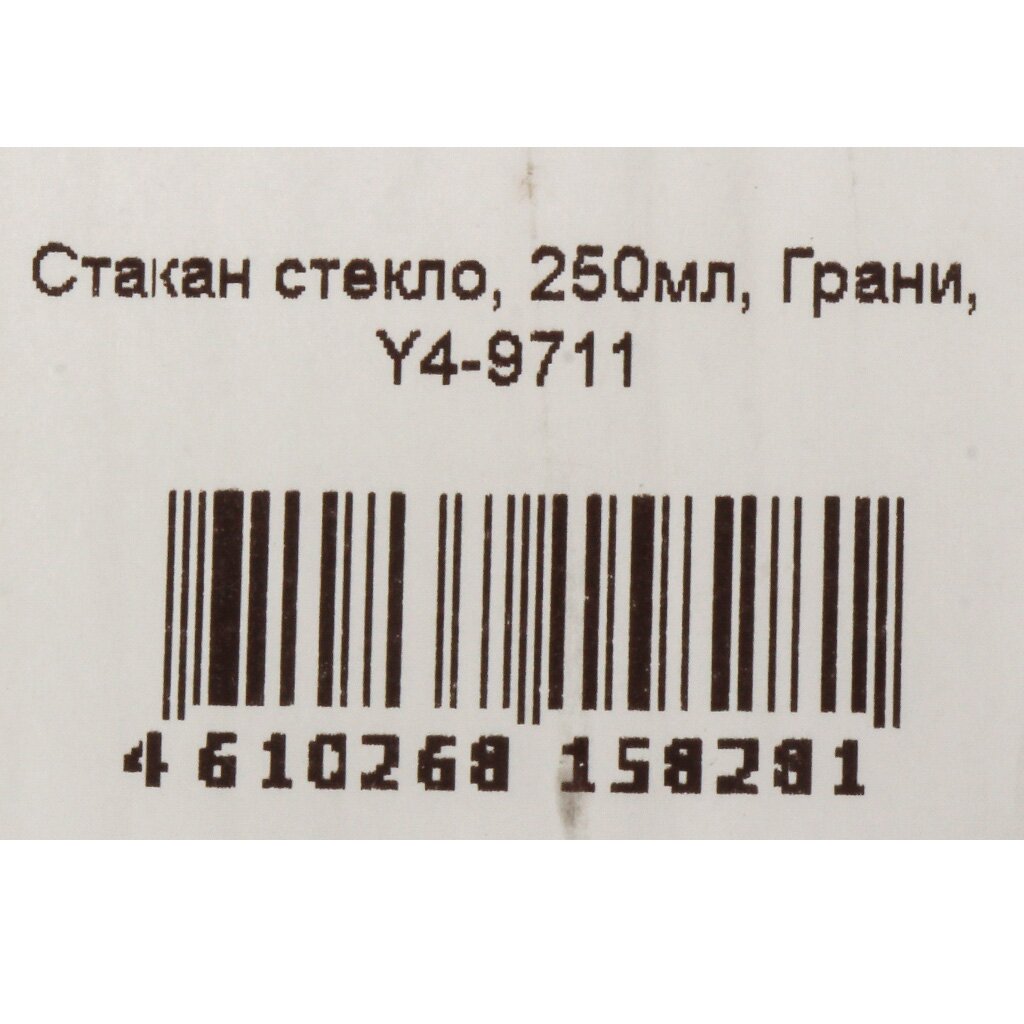 Стакан стекло, 250мл, Грани,
Y4-9711
4 610268 158281